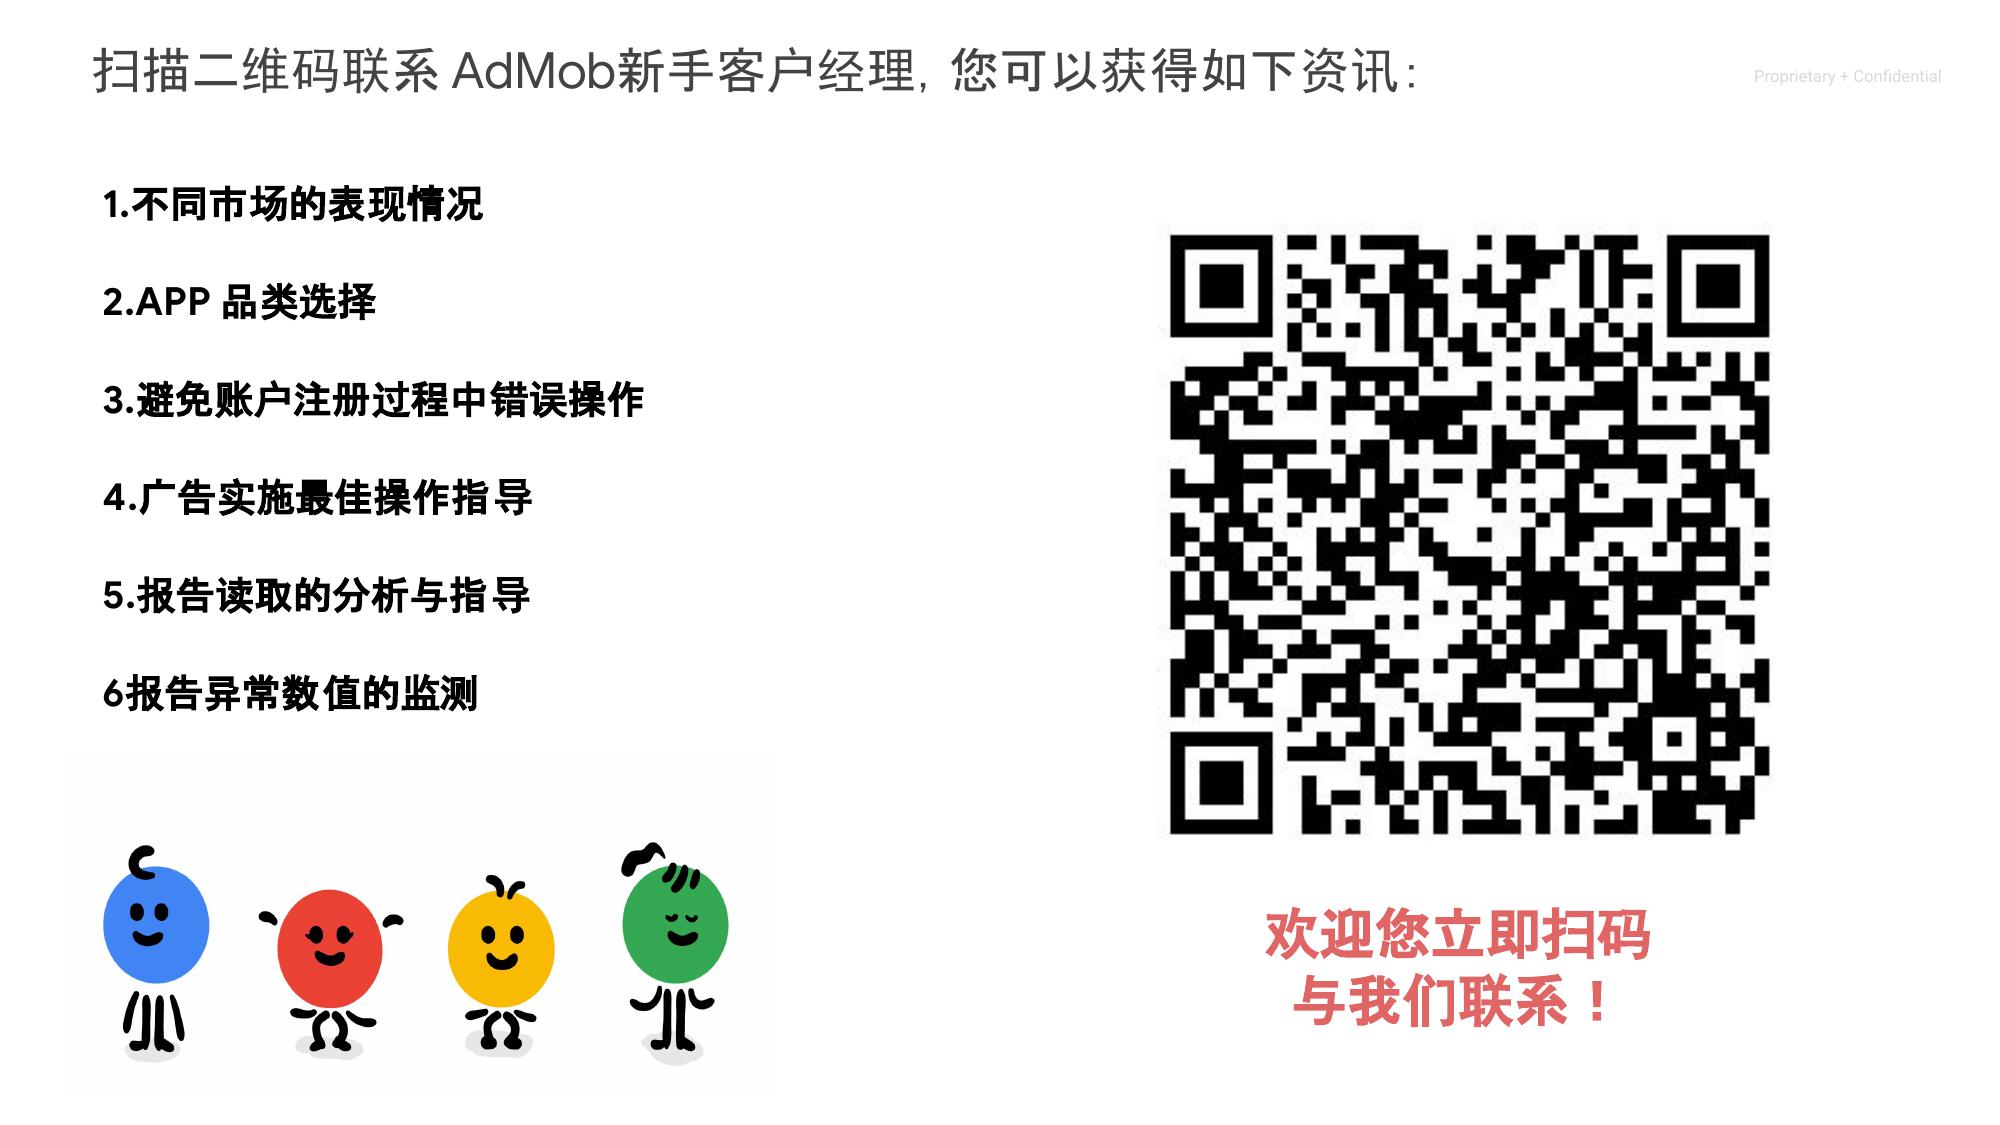 扫描二维码联系 AdMob新手客户经理, 您可以获得如下资讯：
Proprietary + Confidential
1.不同市场的表现情况
2.APP 品类选择
3.避免账户注册过程中错误操作
4.广告实施最佳操作指导
5.报告读取的分析与指导
6报告异常数值的监测
欢迎您立即扫码
与我们联系！